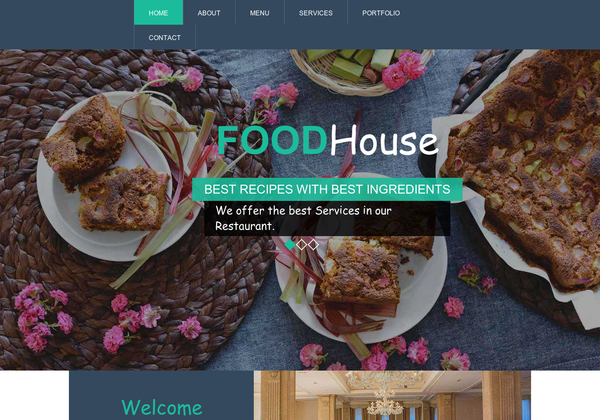 HOME ABOUT MENU SERVICES PORTFOLIO
CONTACT
FOODHouse
BEST RECIPES WITH BEST INGREDIENTS
We offer the best Services in our
Restaurant.
Welcome